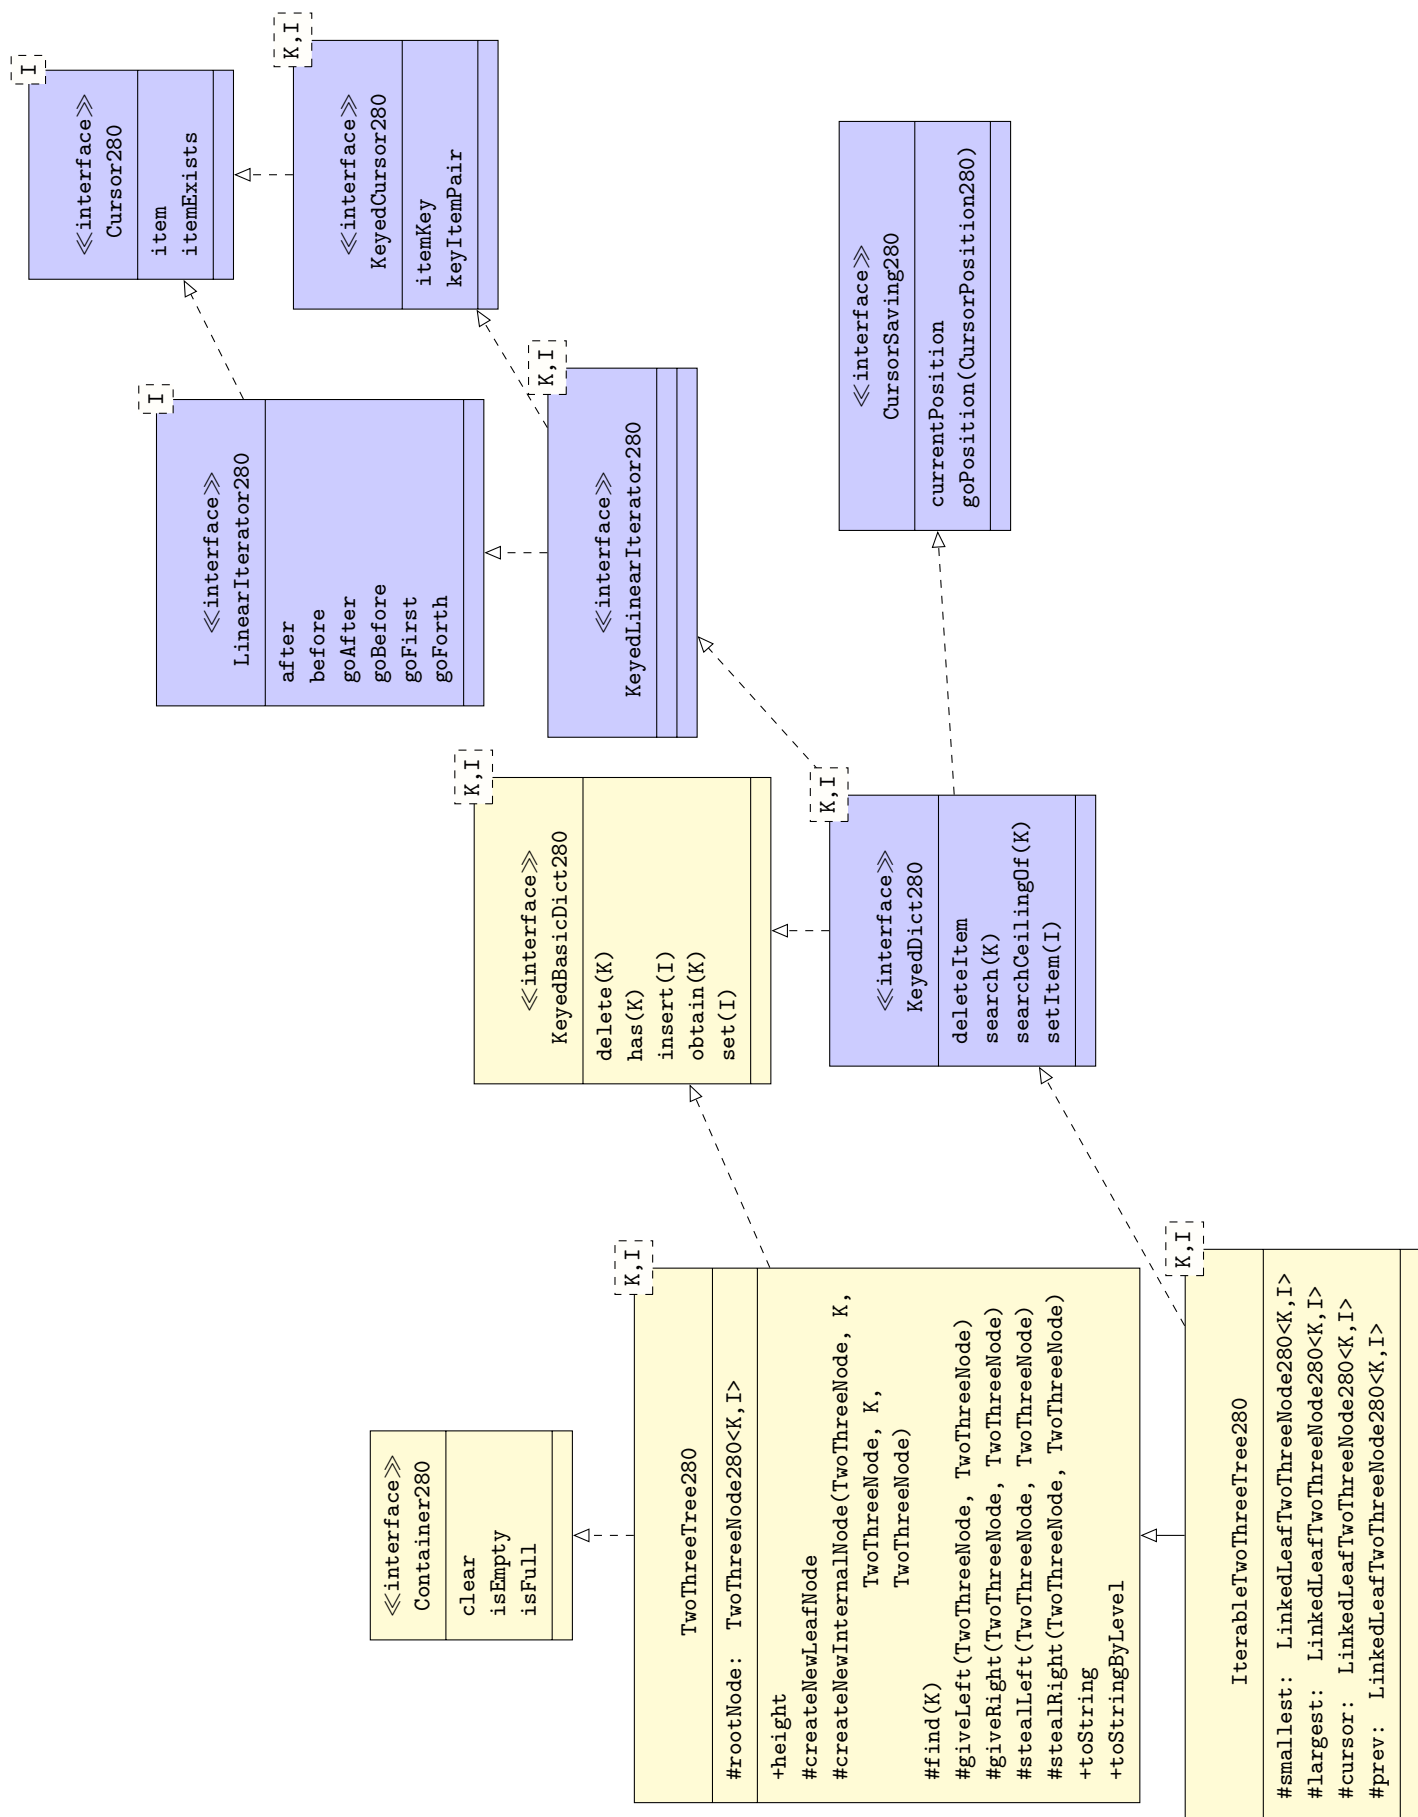 I
≪interface≫
Cursor280
item
itemExists
K,I
≪interface≫
KeyedCursor280
itemKey
keyItemPair
I
≪interface≫
LinearIterator280
after
before
goAfter
goBefore
goFirst
goForth
K,I
≪interface≫
KeyedLinearIterator280
≪interface≫
CursorSaving280
currentPosition
goPosition(CursorPosition280)
K,I
≪interface≫
KeyedBasicDict280
delete(K)
has(K)
insert(I)
obtain(K)
set(I)
K,I
≪interface≫
KeyedDict280
deleteItem
search(K)
searchCeilingOf(K)
setItem(I)
≪interface≫
Container280
clear
isEmpty
isFull
K,I
TwoThreeTree280
#rootNode: TwoThreeNode280<K,I>
+height
#createNewLeafNode
#createNewInternalNode(TwoThreeNode, K,
TwoThreeNode, K,
TwoThreeNode)
#find(K)
#giveLeft(TwoThreeNode, TwoThreeNode)
#giveRight(TwoThreeNode, TwoThreeNode)
#stealLeft(TwoThreeNode, TwoThreeNode)
#stealRight(TwoThreeNode, TwoThreeNode)
+toString
+toStringByLevel
K,I
IterableTwoThreeTree280
#smallest: LinkedLeafTwoThreeNode280<K,I>
#largest: LinkedLeafTwoThreeNode280<K,I>
#cursor: LinkedLeafTwoThreeNode280<K,I>
#prev: LinkedLeafTwoThreeNode280<K,I>